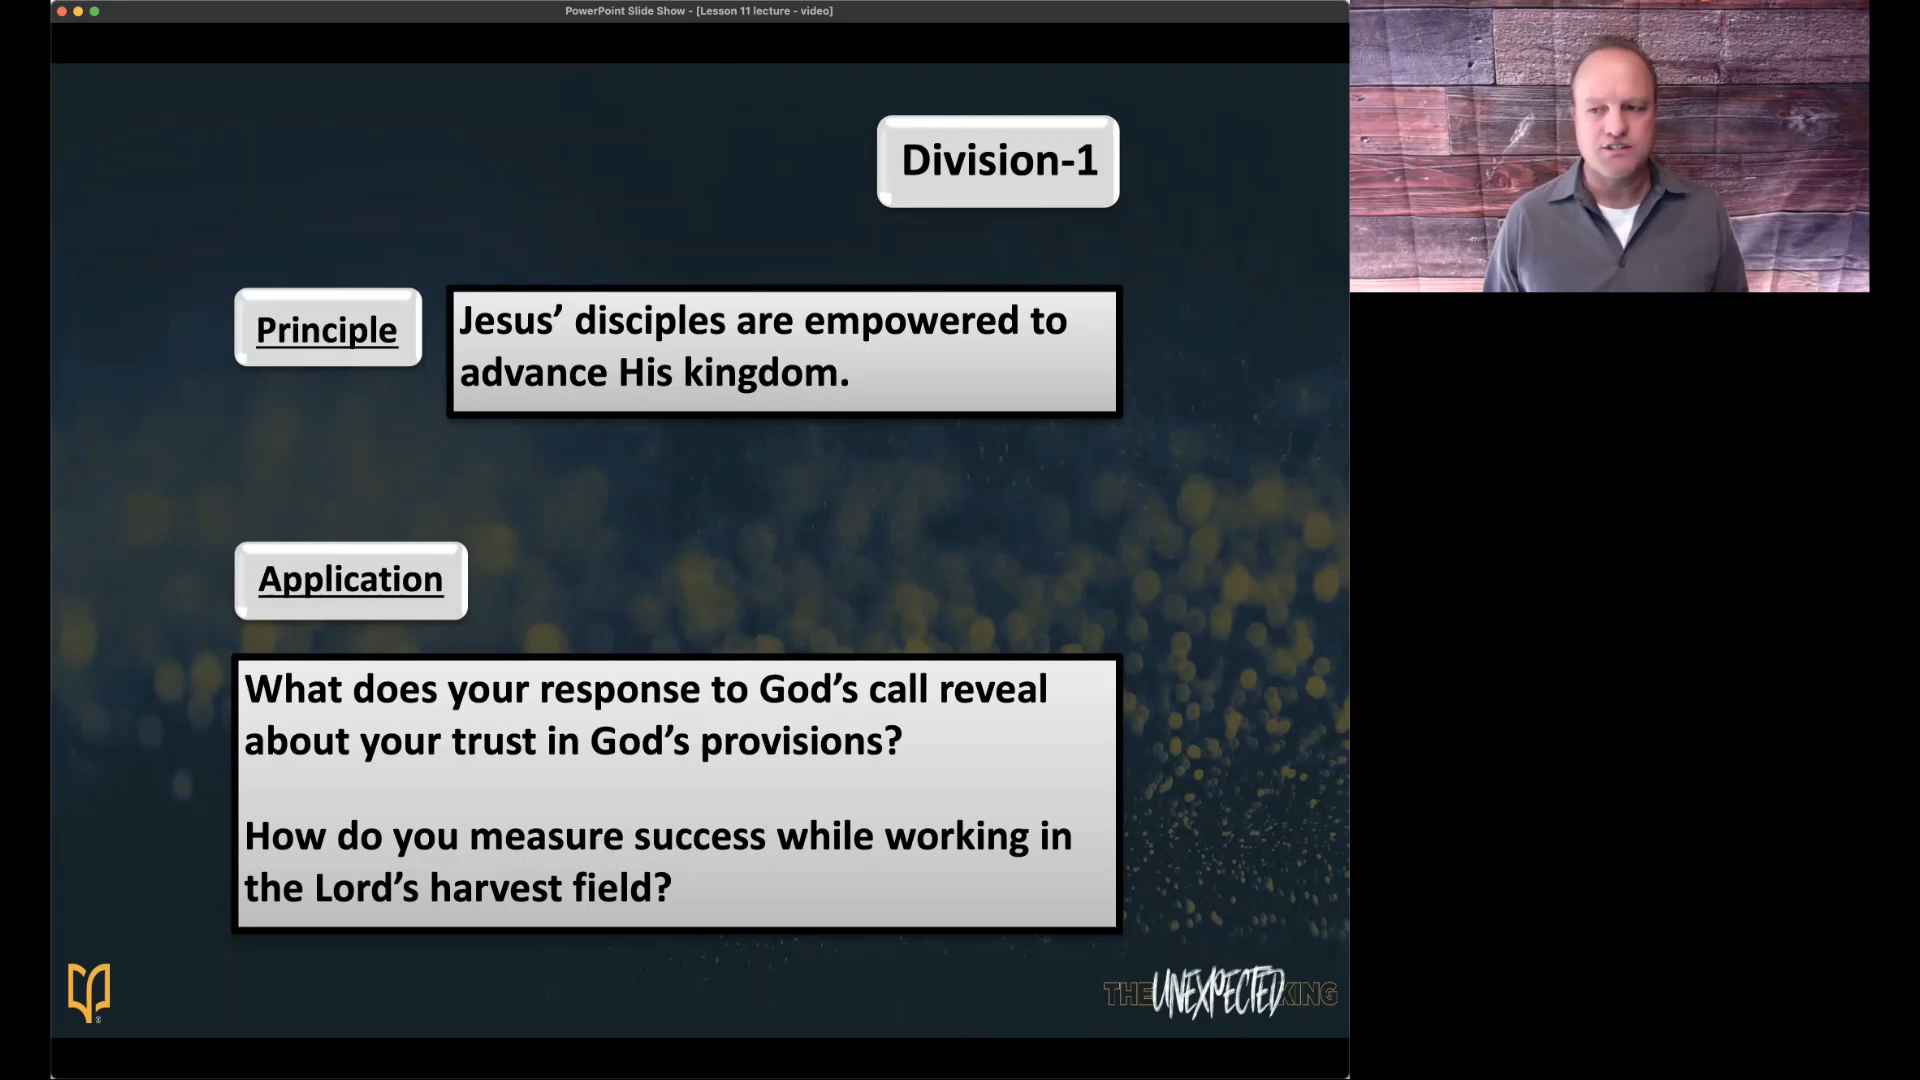 PowerPoint Slide Show - [Lesson 11 lecture - video]
Division-1
Principle
Jesus’ disciples are empowered to
advance His kingdom.
Application
What does your response to God’s call reveal
about your trust in God’s provisions?
How do you measure success while working in
the Lord’s harvest field?
THE UNEXPECTED KING